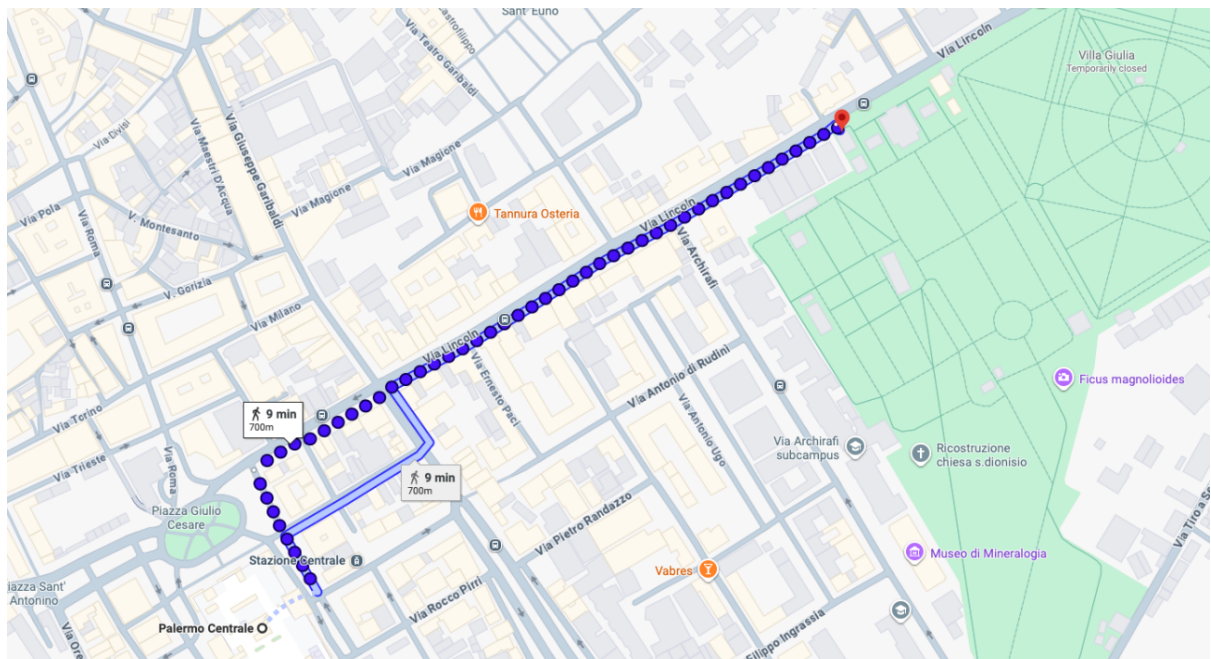 Sant' Euno
Castrofilippo
Via Teatro Garibaldi
Via Lincoln
Villa Giulia
Temporarily closed
Via Divisi
Via Maestri D'Acqua
Via Giuseppe Garibaldi
Via Magione
Via Magione
Via Pola
Via Roma
V. Montesanto
Tannura Osteria
Via Lincoln
Via Archirafi
V. Gorizia
Via Milano
Via Lincoln
Via Ernesto Paci
Via Antonio di Rudinì
Ficus magnolioides
Via Torino
9 min
700m
Via Antonio Ugo
Via Archirafi
subcampus
Ricostruzione
chiesa s.dionisio
Via Trieste
Via Roma
9 min
700m
Piazza Giulio
Cesare
Via Pietro Randazzo
Via Tiro a Se
Stazione Centrale
Museo di Mineralogia
Vabres
Piazza Sant'
Antonino
Via Rocco Pirri
Palermo Centrale
Via Ore
Filippo Ingrassia